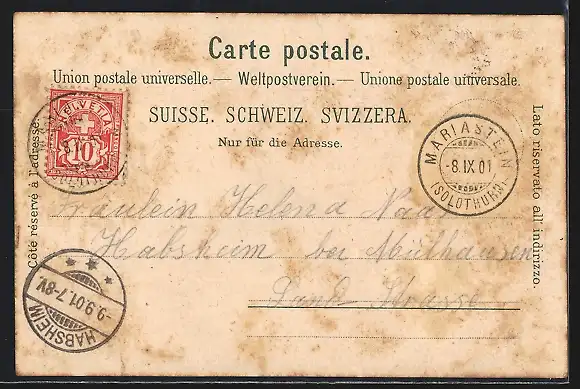 Carte postale.
Union postale universelle. — Weltpostverein. — Unione postale universale.
SUISSE. SCHWEIZ. SVIZZERA.
Nur für die Adresse.
Côté réservé à l'adresse.
Lato riservato all' indirizzo.
HELVETIA
10
MARIASTEIN
-8.IX 01
(SOLOTHURN)
Fräulein Helena
Habsheim bei Mülhausen
Land-Strasse
9.9.01.7-8V.
HABSHEIM